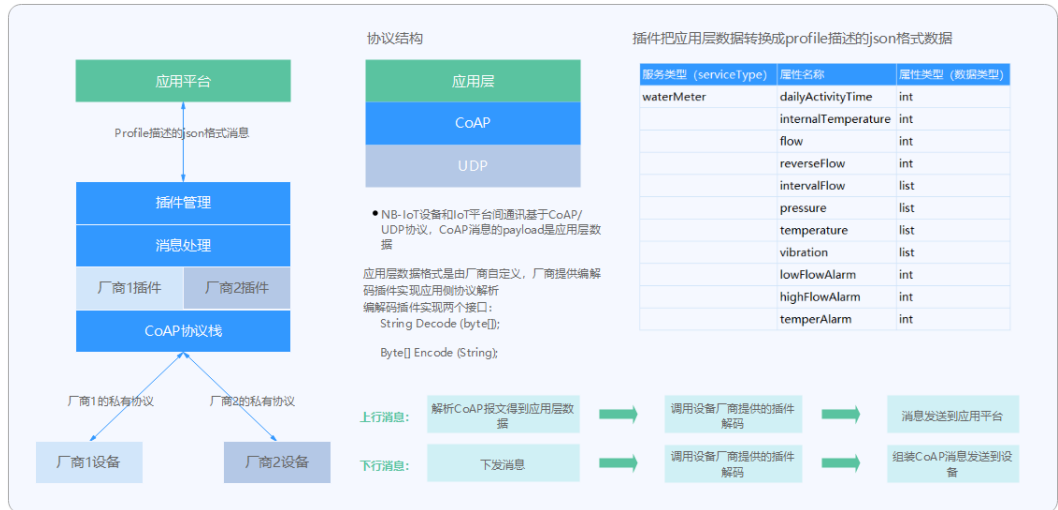 应用平台
Profile描述的json格式消息
插件管理
消息处理
厂商1插件 厂商2插件
CoAP协议栈
厂商1的私有协议 厂商2的私有协议
厂商1设备 厂商2设备
协议结构
应用层
CoAP
UDP
● NB-IoT设备和IoT平台间通讯基于CoAP/
UDP协议，CoAP消息的payload是应用层数
据
应用层数据格式是由厂商自定义，厂商提供编解
码插件实现应用侧协议解析
编解码插件实现两个接口：
String Decode (byte[]);
Byte[] Encode (String);
插件把应用层数据转换成profile描述的json格式数据
服务类型（serviceType） 属性名称 属性类型（数据类型）
waterMeter dailyActivityTime int
internalTemperature int
flow int
reverseFlow int
intervalFlow list
pressure list
temperature list
vibration list
lowFlowAlarm int
highFlowAlarm int
temperAlarm int
上行消息：
解析CoAP报文得到应用层数
据
调用设备厂商提供的插件
解码
消息发送到应用平台
下行消息：
下发消息
调用设备厂商提供的插件
解码
组装CoAP消息发送到设
备